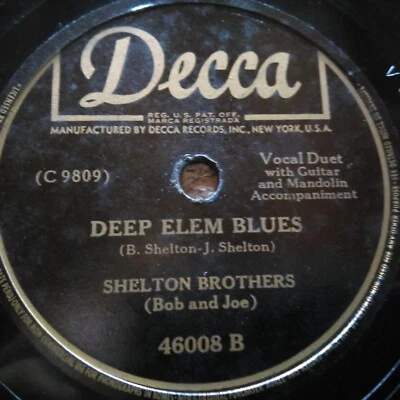 Decca
REG. U.S. PAT. OFF.
MARCA REGISTRADA
MANUFACTURED BY DECCA RECORDS, INC., NEW YORK, U.S.A.
(C 9809)
Vocal Duet
with Guitar
and Mandolin
Accompaniment
DEEP ELEM BLUES
(B. Shelton-J. Shelton)
SHELTON BROTHERS
(Bob and Joe)
46008 B